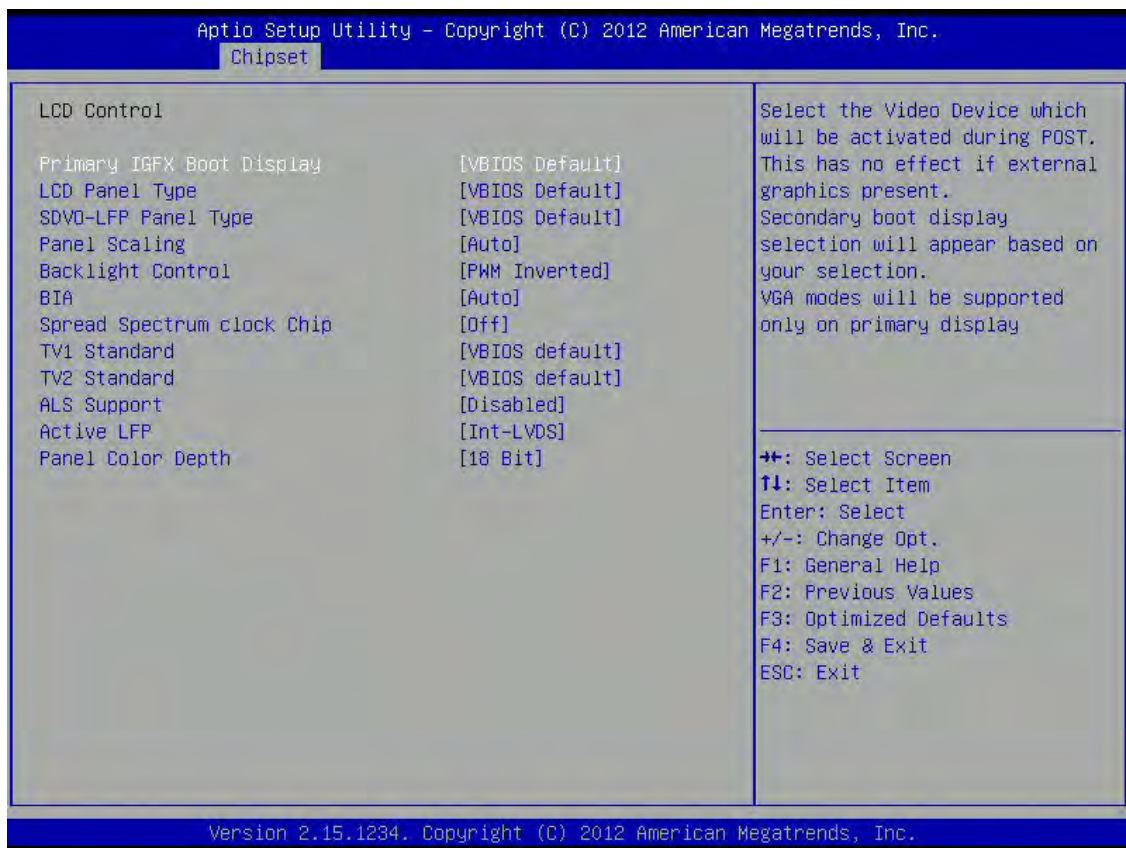 Aptio Setup Utility – Copyright (C) 2012 American Megatrends, Inc.
Chipset
LCD Control
Primary IGFX Boot Display [VBIOS Default]
LCD Panel Type [VBIOS Default]
SDVO-LFP Panel Type [VBIOS Default]
Panel Scaling [Auto]
Backlight Control [PWM Inverted]
BIA [Auto]
Spread Spectrum clock Chip [Off]
TV1 Standard [VBIOS default]
TV2 Standard [VBIOS default]
ALS Support [Disabled]
Active LFP [Int-LVDS]
Panel Color Depth [18 Bit]
Select the Video Device which
will be activated during POST.
This has no effect if external
graphics present.
Secondary boot display
selection will appear based on
your selection.
VGA modes will be supported
only on primary display
→←: Select Screen
↑↓: Select Item
Enter: Select
+/-: Change Opt.
F1: General Help
F2: Previous Values
F3: Optimized Defaults
F4: Save & Exit
ESC: Exit
Version 2.15.1234. Copyright (C) 2012 American Megatrends, Inc.